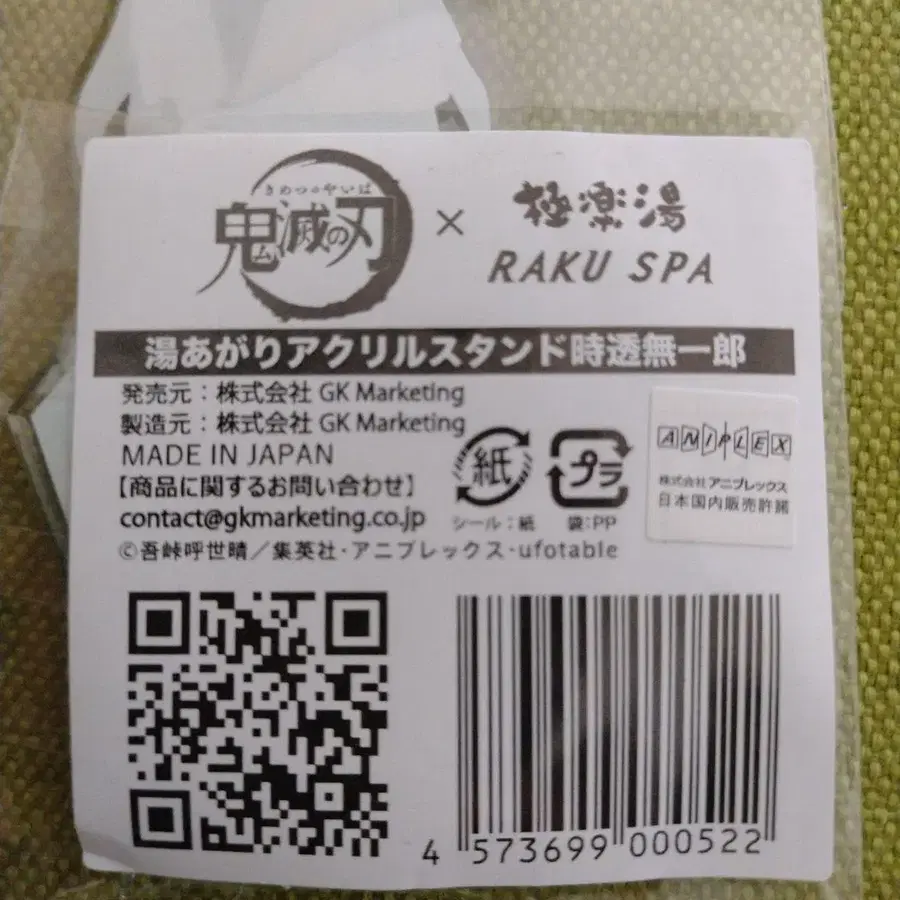 きめつのやいば
鬼滅の刃 × 極楽湯
RAKU SPA
湯あがりアクリルスタンド時透無一郎
発売元：株式会社 GK Marketing
製造元：株式会社 GK Marketing
MADE IN JAPAN
【商品に関するお問い合わせ】
contact@gkmarketing.co.jp
紙
シール：紙
プラ
袋：PP
ANIPLEX
株式会社アニプレックス
日本国内販売許諾
©吾峠呼世晴／集英社・アニプレックス・ufotable
4 573699 000522